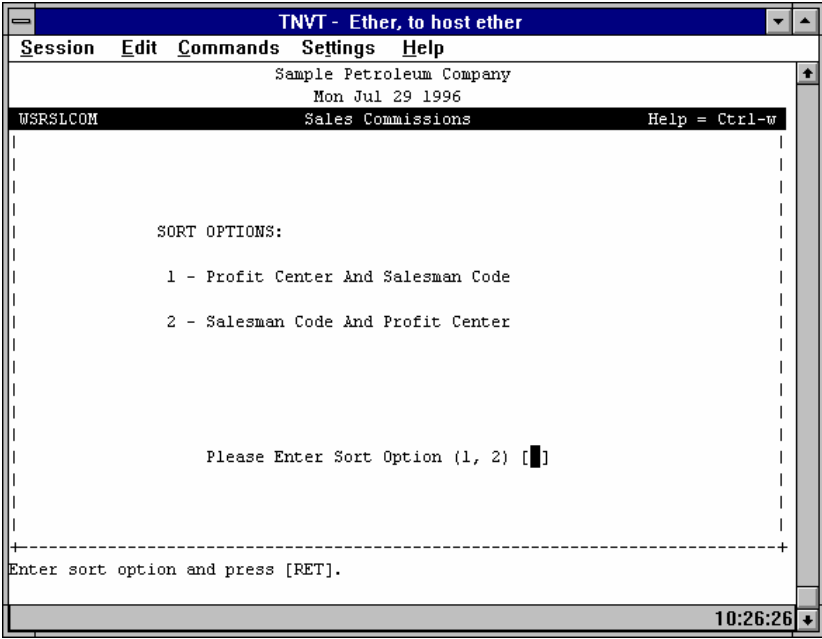 TNVT - Ether, to host ether
Session Edit Commands Settings Help
Sample Petroleum Company
Mon Jul 29 1996
WSRSLCOM Sales Commissions Help = Ctrl-w
SORT OPTIONS:
1 - Profit Center And Salesman Code
2 - Salesman Code And Profit Center
Please Enter Sort Option (1, 2) [ ]
Enter sort option and press [RET].
10:26:26